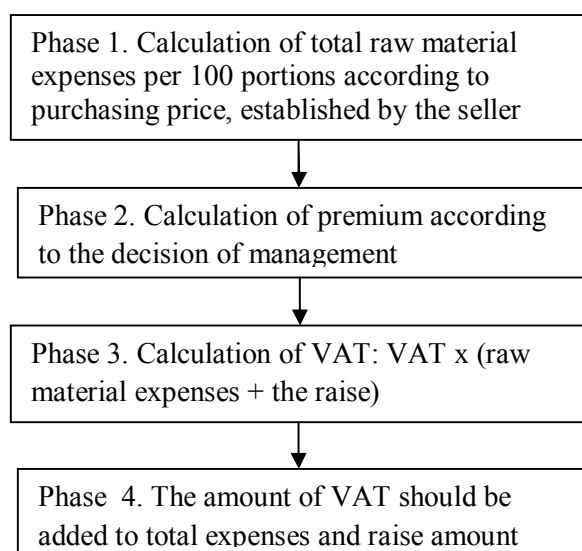 Phase 1. Calculation of total raw material
expenses per 100 portions according to
purchasing price, established by the seller
Phase 2. Calculation of premium according
to the decision of management
Phase 3. Calculation of VAT: VAT x (raw
material expenses + the raise)
Phase 4. The amount of VAT should be
added to total expenses and raise amount